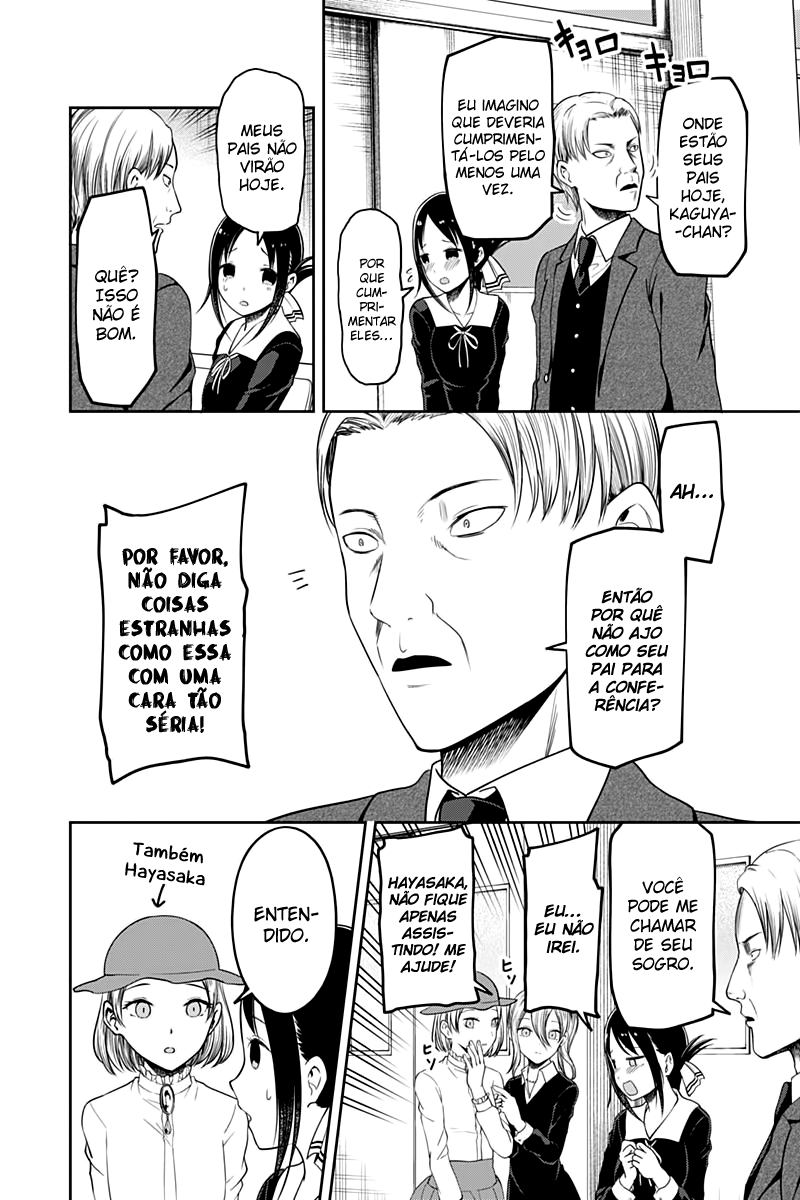 キョロ
キョロ
ONDE
ESTÃO
SEUS
PAIS
HOJE,
KAGUYA-
-CHAN?
EU IMAGINO
QUE DEVERIA
CUMPRIMEN-
TÁ-LOS PELO
MENOS UMA
VEZ.
POR
QUE
CUM-
PRI-
MENTAR
ELES...
MEUS
PAIS NÃO
VIRÃO
HOJE.
QUÊ?
ISSO
NÃO É
BOM.
AH...
ENTÃO
POR QUÊ
NÃO AJO
COMO SEU
PAI PARA
A CONFE-
RÊNCIA?
POR FAVOR,
NÃO DIGA
COISAS
ESTRANHAS
COMO ESSA
COM UMA
CARA TÃO
SÉRIA!
VOCÊ
PODE ME
CHAMAR
DE SEU
SOGRO.
EU...
EU NÃO
IREI.
HAYASAKA,
NÃO FIQUE
APENAS
ASSIS-
TINDO! ME
AJUDE!
ヒソ
ヒソ
ENTEN-
DIDO.
Também
Hayasaka